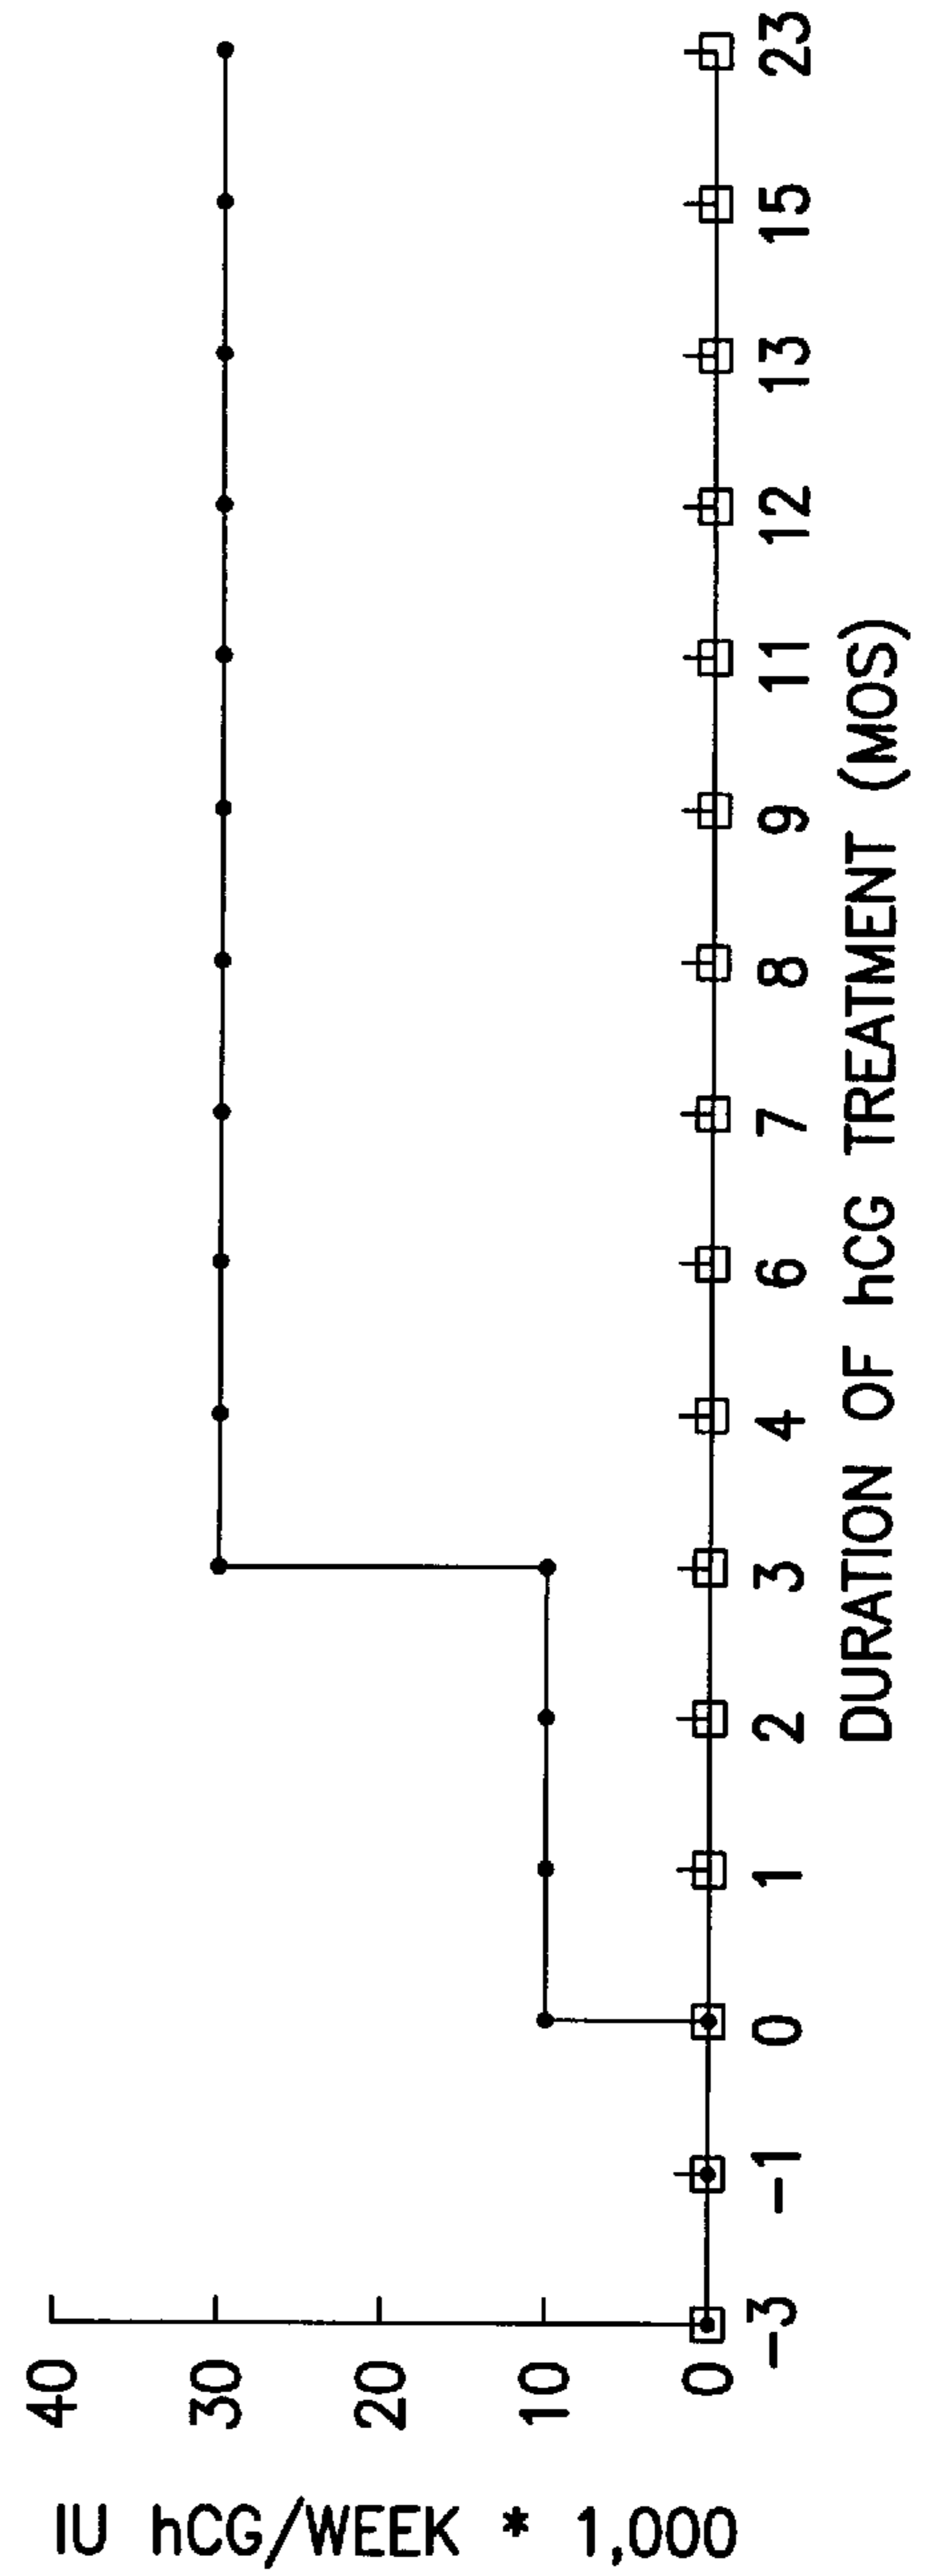 IU hCG/WEEK * 1,000
40
30
20
10
0
-3 -1 0 1 2 3 4 6 7 8 9 11 12 13 15 23
DURATION OF hCG TREATMENT (MOS)